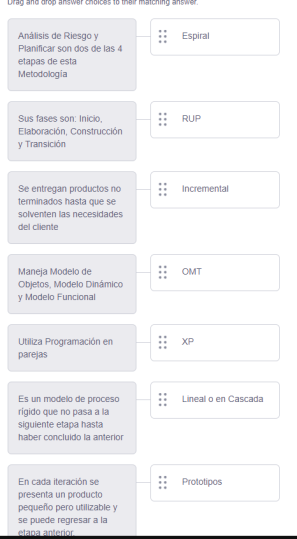 Drag and drop answer choices to their matching answer.
Análisis de Riesgo y
Planificar son dos de las 4
etapas de esta
Metodología
Espiral
Sus fases son: Inicio,
Elaboración, Construcción
y Transición
RUP
Se entregan productos no
terminados hasta que se
solventen las necesidades
del cliente
Incremental
Maneja Modelo de
Objetos, Modelo Dinámico
y Modelo Funcional
OMT
Utiliza Programación en
parejas
XP
Es un modelo de proceso
rígido que no pasa a la
siguiente etapa hasta
haber concluido la anterior
Lineal o en Cascada
En cada iteración se
presenta un producto
pequeño pero utilizable y
se puede regresar a la
etapa anterior.
Prototipos